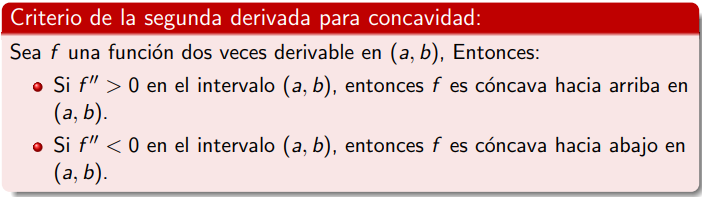 Criterio de la segunda derivada para concavidad:
Sea f una función dos veces derivable en (a, b), Entonces:
Si f″ > 0 en el intervalo (a, b), entonces f es cóncava hacia arriba en
(a, b).
Si f″ < 0 en el intervalo (a, b), entonces f es cóncava hacia abajo en
(a, b).